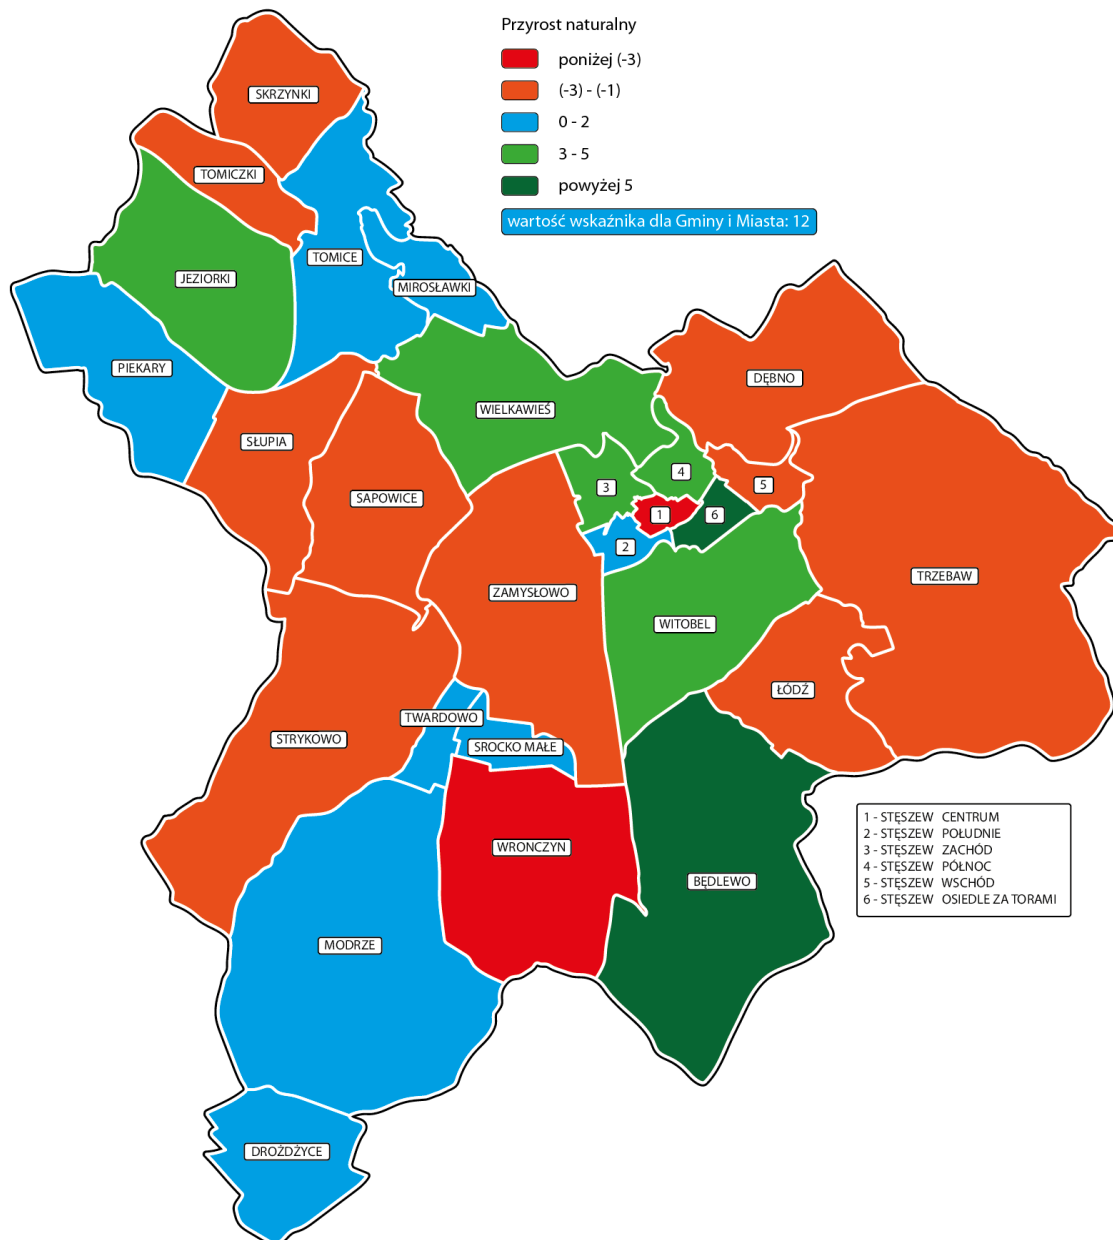 Przyrost naturalny
poniżej (-3)
(-3) - (-1)
0 - 2
3 - 5
powyżej 5
wartość wskaźnika dla Gminy i Miasta: 12
SKRZYNKI
TOMICZKI
TOMICE
JEZIORKI
MIROSŁAWKI
PIEKARY
DĘBNO
WIELKAWIEŚ
SŁUPIA
4
5
3
SAPOWICE
1
6
2
TRZEBAW
ZAMYSŁOWO
WITOBEL
ŁÓDŹ
TWARDOWO
STRYKOWO
SROCKO MAŁE
WRONCZYN
BĘDLEWO
MODRZE
DROŻDŻYCE
1 - STĘSZEW CENTRUM
2 - STĘSZEW POŁUDNIE
3 - STĘSZEW ZACHÓD
4 - STĘSZEW PÓŁNOC
5 - STĘSZEW WSCHÓD
6 - STĘSZEW OSIEDLE ZA TORAMI